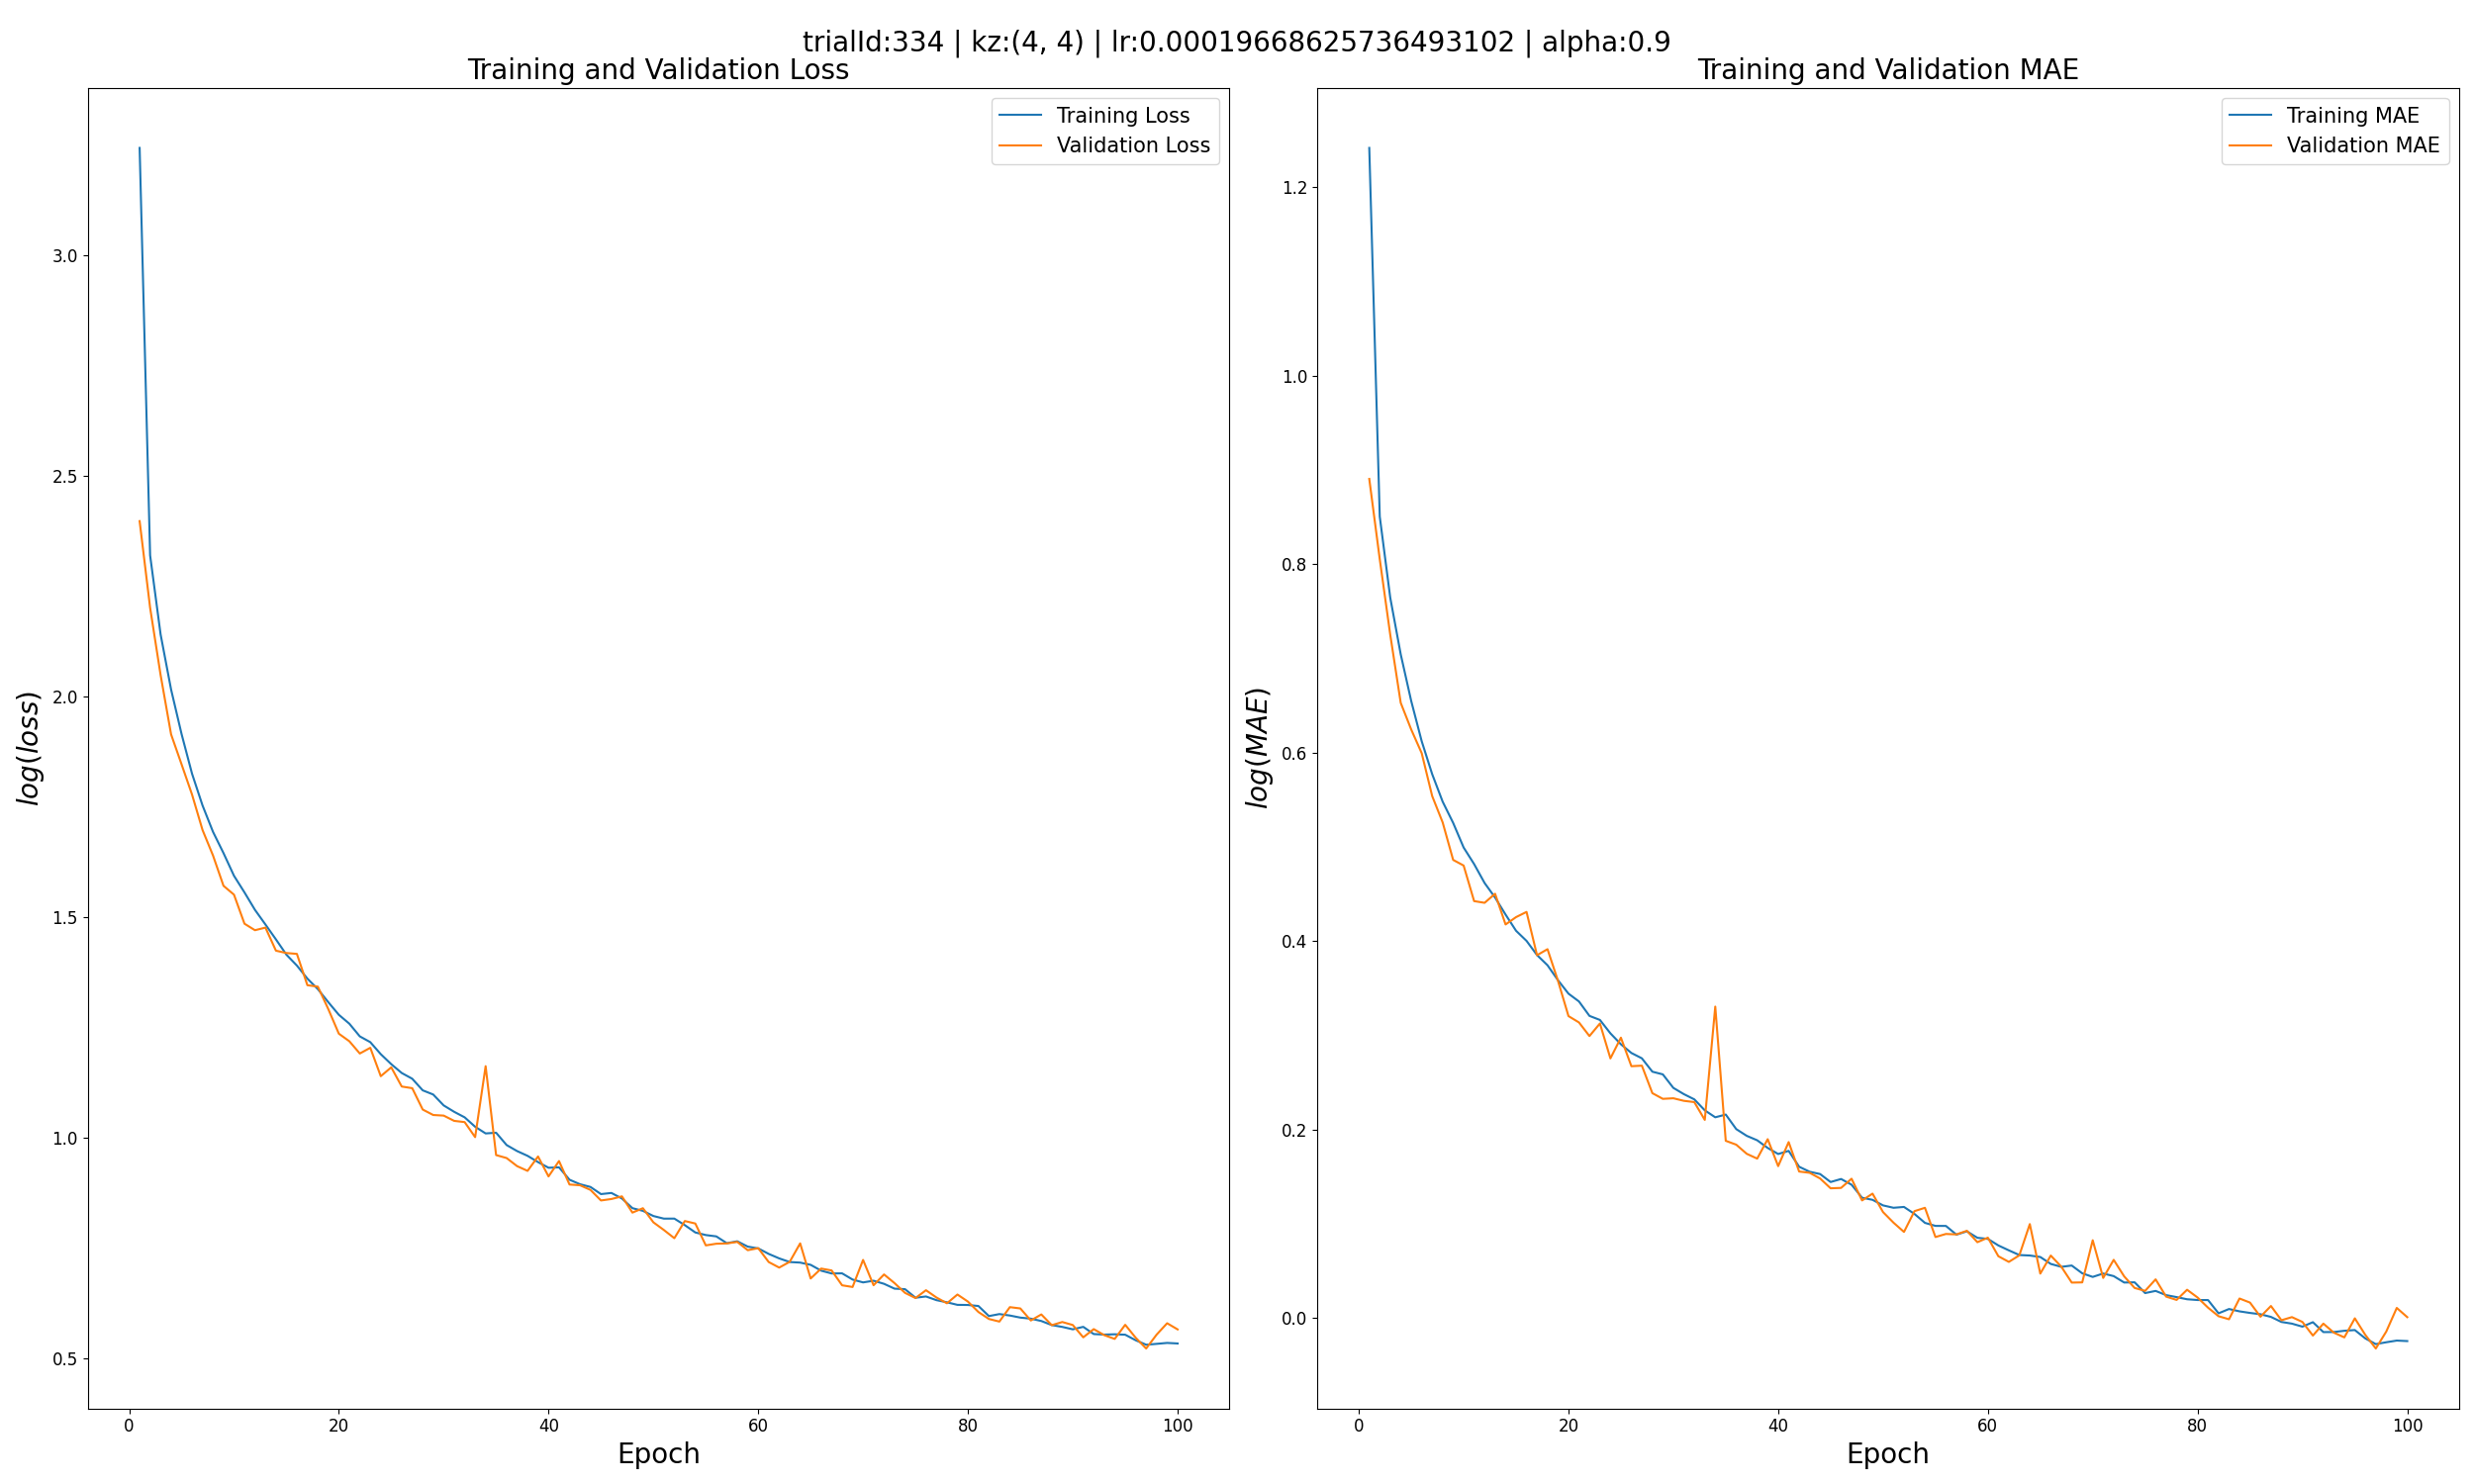 trialId:334 | kz:(4, 4) | lr:0.00019668625736493102 | alpha:0.9
Training and Validation Loss
Training Loss
Validation Loss
3.0
2.5
2.0
1.5
1.0
0.5
log(loss)
0 20 40 60 80 100
Epoch
Training and Validation MAE
Training MAE
Validation MAE
1.2
1.0
0.8
0.6
0.4
0.2
0.0
log(MAE)
0 20 40 60 80 100
Epoch